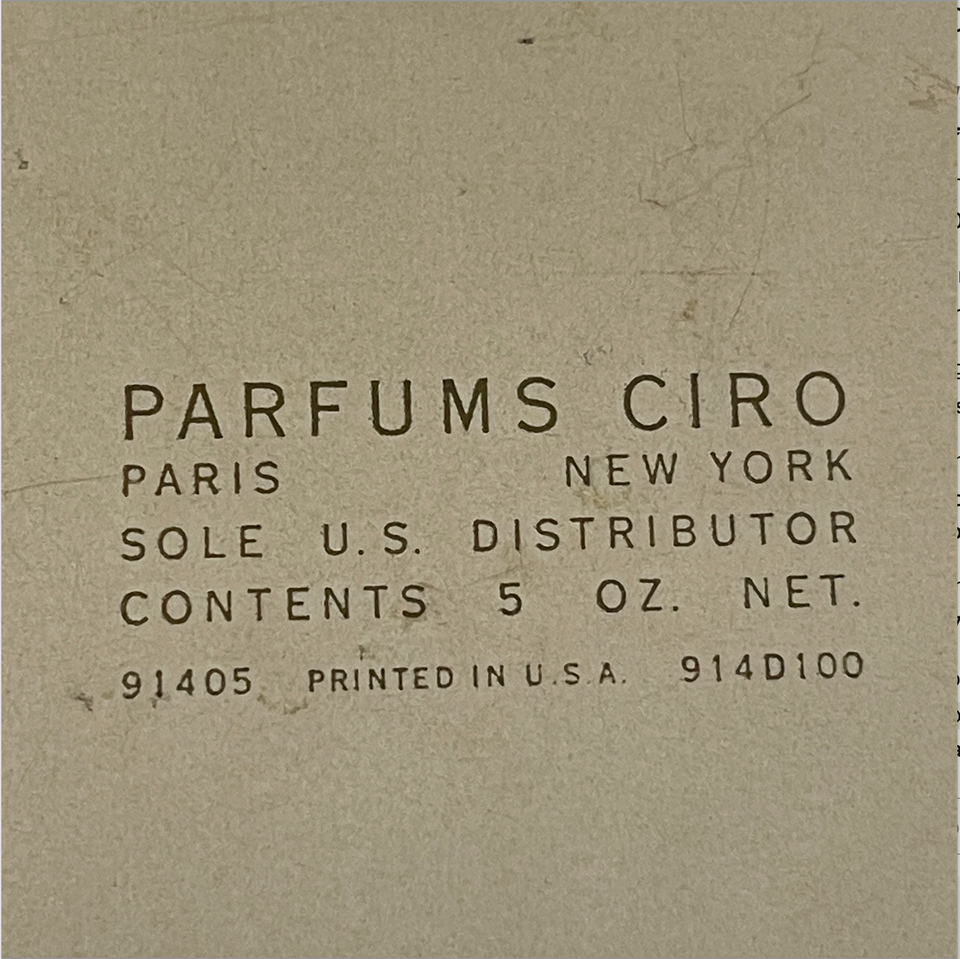 PARFUMS CIRO
PARIS NEW YORK
SOLE U.S. DISTRIBUTOR
CONTENTS 5 OZ. NET.
91405 PRINTED IN U.S.A. 914D100